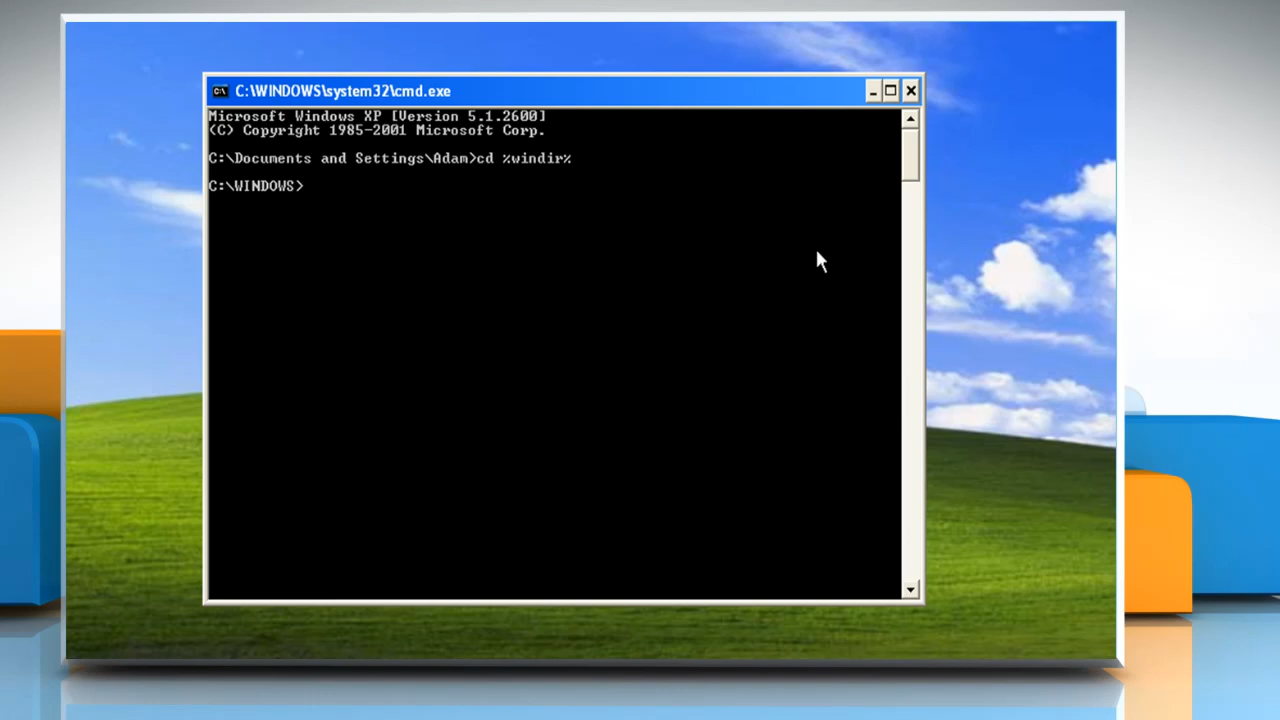 C:\WINDOWS\system32\cmd.exe
Microsoft Windows XP [Version 5.1.2600]
(C) Copyright 1985-2001 Microsoft Corp.
C:\Documents and Settings\Adam>cd %windir%
C:\WINDOWS>